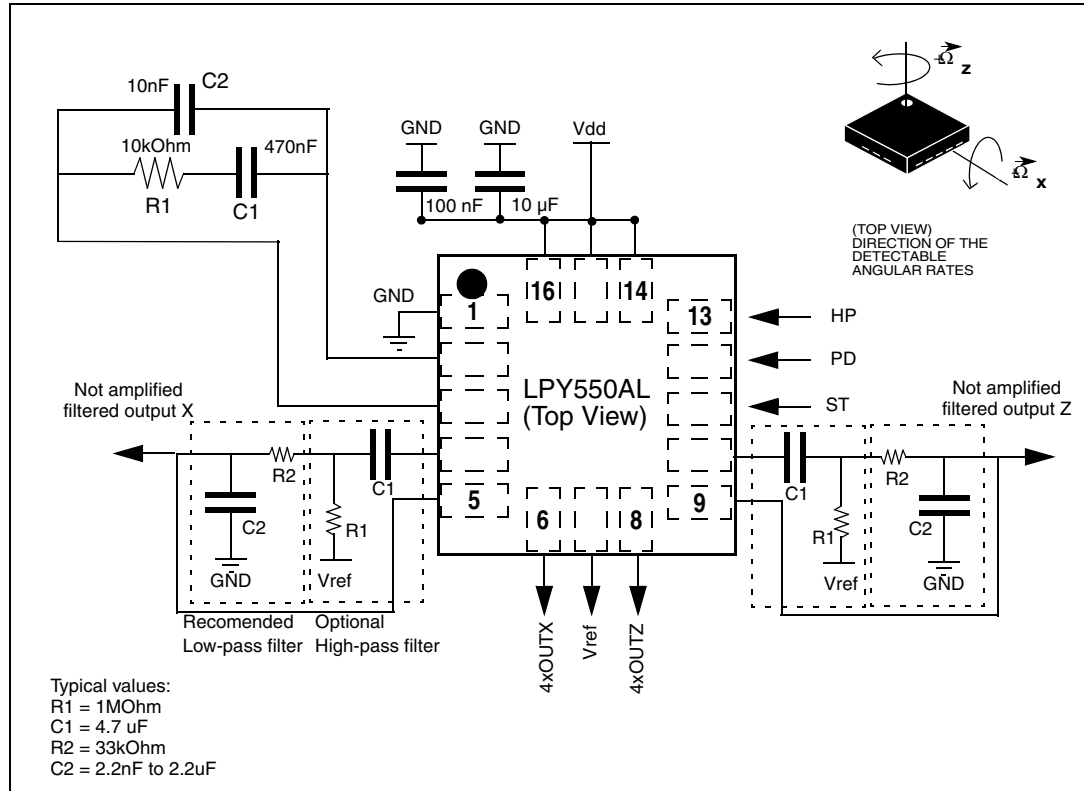 10nF
C2
10kOhm
470nF
R1
C1
GND
GND
Vdd
100 nF
10 µF
Ω z
Ω x
(TOP VIEW)
DIRECTION OF THE
DETECTABLE
ANGULAR RATES
GND
1
16
14
13
HP
PD
ST
LPY550AL
(Top View)
Not amplified
filtered output X
Not amplified
filtered output Z
R2
C1
C2
R1
GND
Vref
5
6
8
9
C1
R2
R1
C2
Vref
GND
Recomended
Low-pass filter
Optional
High-pass filter
4xOUTX
Vref
4xOUTZ
Typical values:
R1 = 1MOhm
C1 = 4.7 uF
R2 = 33kOhm
C2 = 2.2nF to 2.2uF